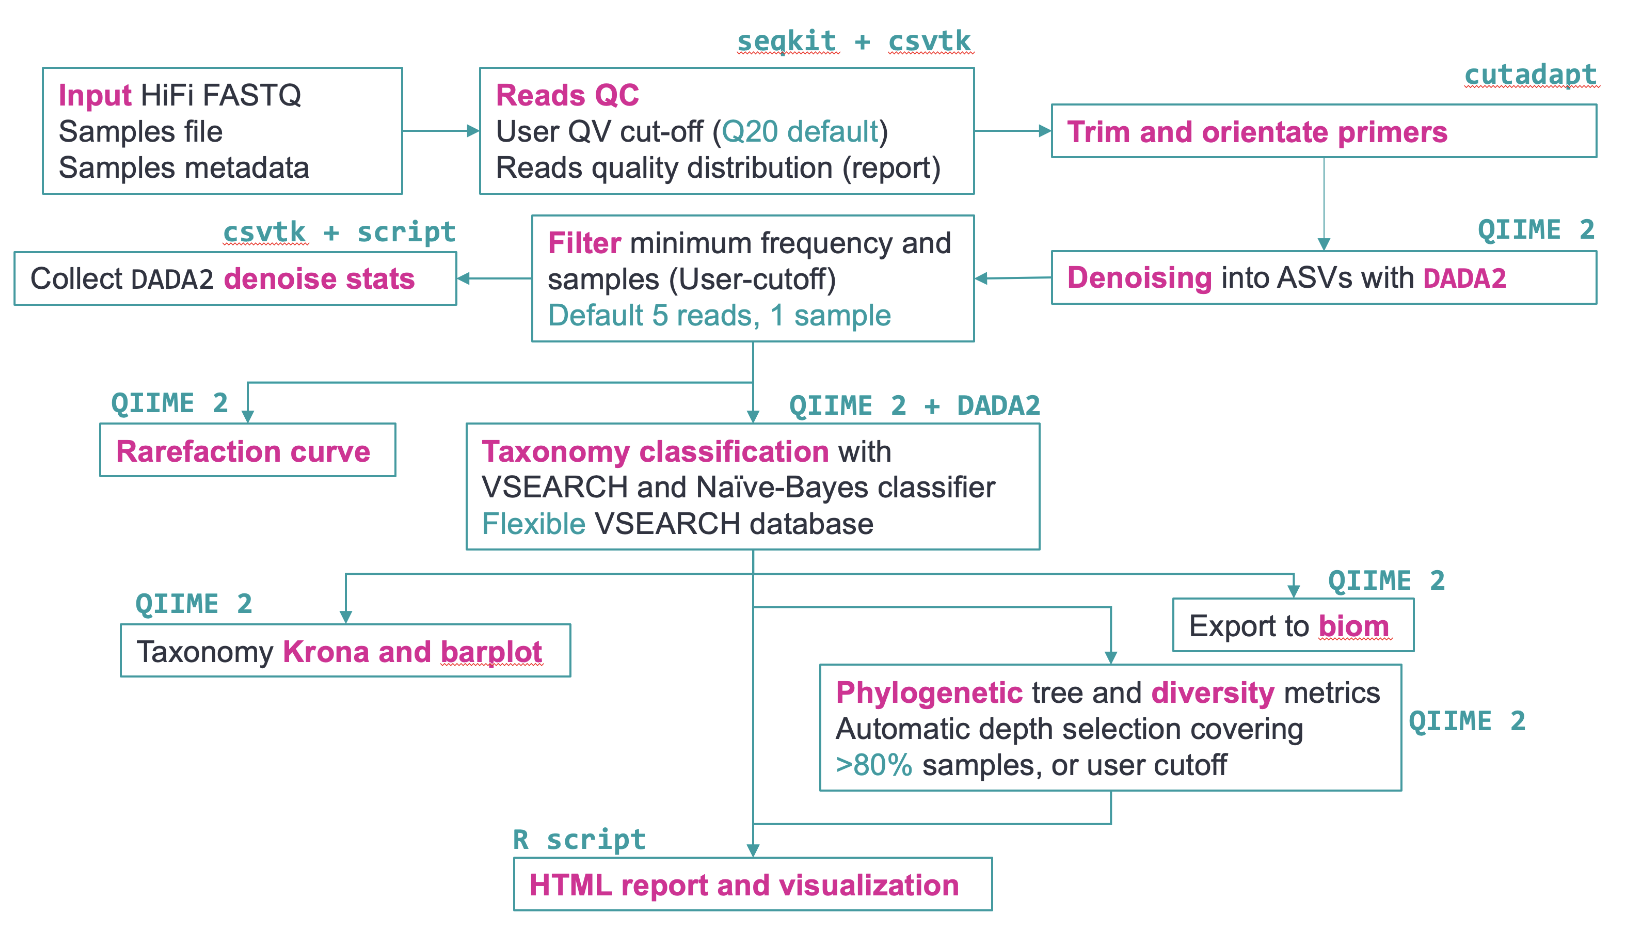 seqkit + csvtk
Input HiFi FASTQ
Samples file
Samples metadata
Reads QC
User QV cut-off (Q20 default)
Reads quality distribution (report)
cutadapt
Trim and orientate primers
csvtk + script
Collect DADA2 denoise stats
Filter minimum frequency and
samples (User-cutoff)
Default 5 reads, 1 sample
QIIME 2
Denoising into ASVs with DADA2
QIIME 2
Rarefaction curve
QIIME 2 + DADA2
Taxonomy classification with
VSEARCH and Naïve-Bayes classifier
Flexible VSEARCH database
QIIME 2
Taxonomy Krona and barplot
QIIME 2
Export to biom
Phylogenetic tree and diversity metrics
Automatic depth selection covering
>80% samples, or user cutoff
QIIME 2
R script
HTML report and visualization